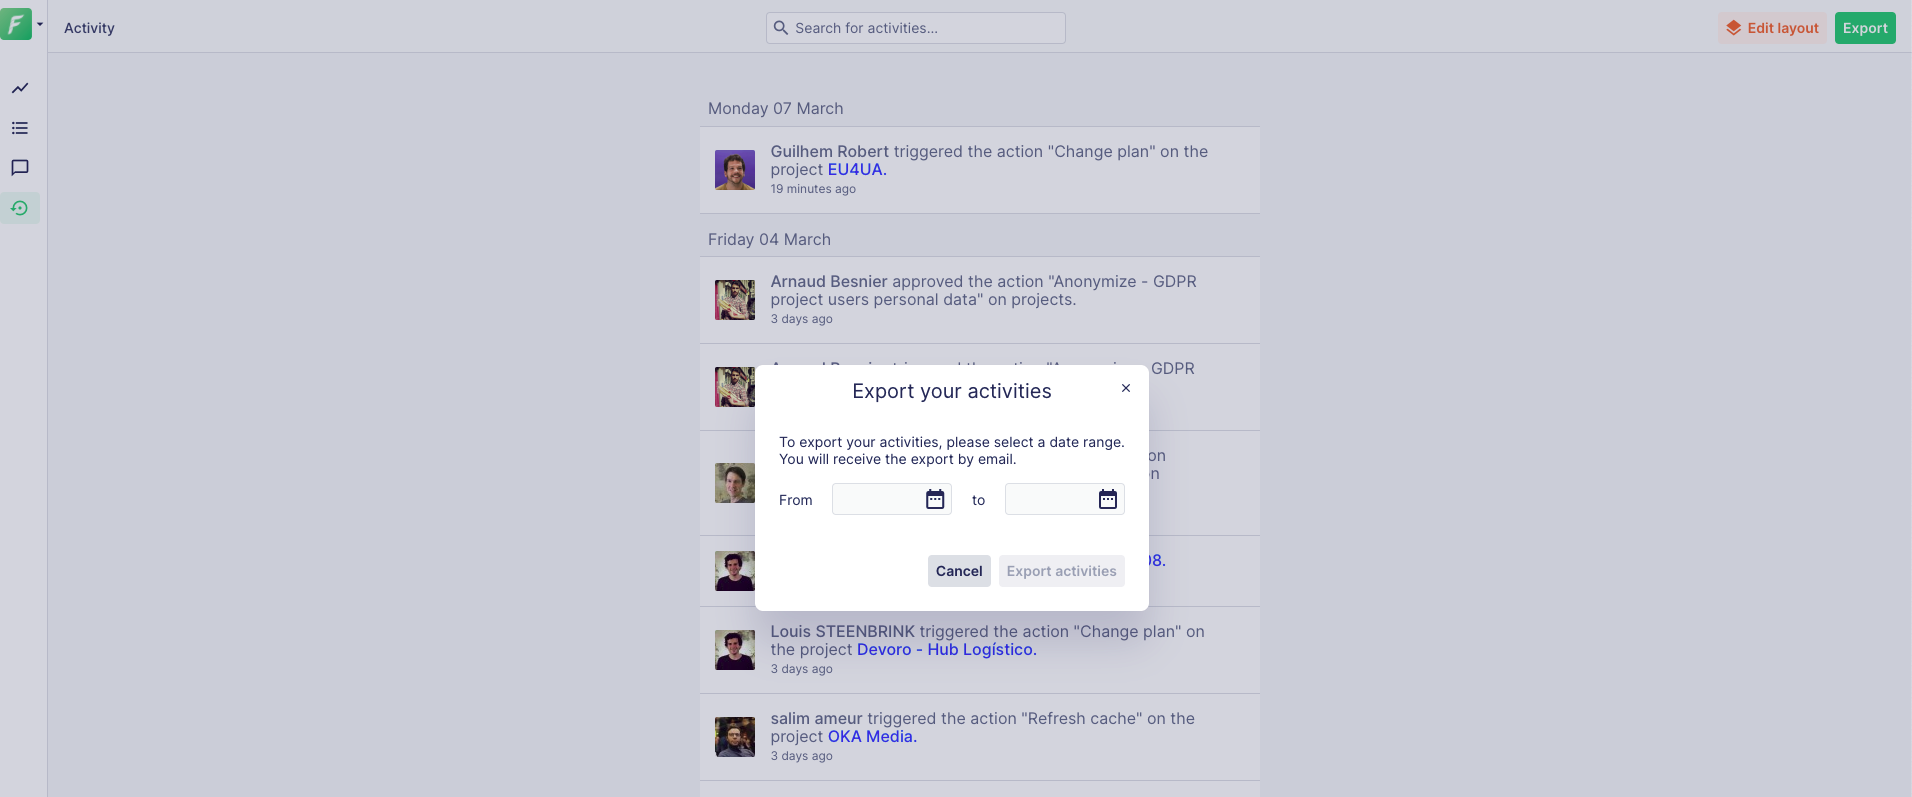 Activity
Search for activities...
Edit layout
Export
Monday 07 March
Guilhem Robert triggered the action "Change plan" on the
project EU4UA.
19 minutes ago
Friday 04 March
Arnaud Besnier approved the action "Anonymize - GDPR
project users personal data" on projects.
3 days ago
GDPR
on
Export your activities
To export your activities, please select a date range.
You will receive the export by email.
From
to
Cancel
Export activities
Louis STEENBRINK triggered the action "Change plan" on
the project Devoro - Hub Logístico.
3 days ago
salim ameur triggered the action "Refresh cache" on the
project OKA Media.
3 days ago